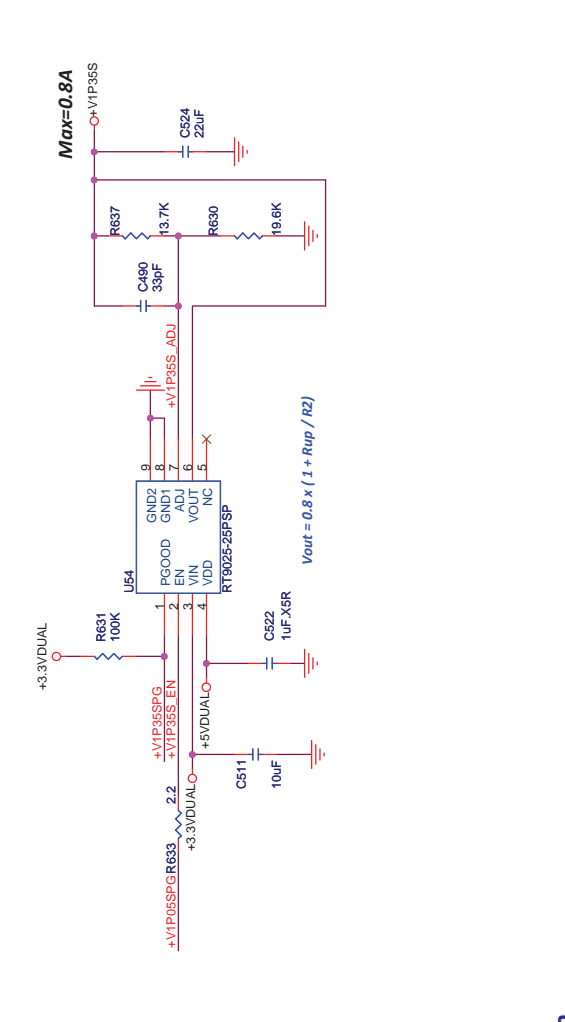 Max=0.8A
+V1P35S
C524
22uF
R637
13.7K
R630
19.6K
C490
33pF
+V1P35S_ADJ
9
8
7
6
5
GND2
GND1
ADJ
VOUT
NC
U54
PGOOD
EN
VIN
VDD
RT9025-25PSP
1
2
3
4
Vout = 0.8 x ( 1 + Rup / R2)
R631
100K
+3.3VDUAL
C522
1uF.X5R
+V1P35SPG
+V1P35S_EN
+5VDUAL
C511
10uF
+3.3VDUAL
2.2
R633
+V1P05SPG